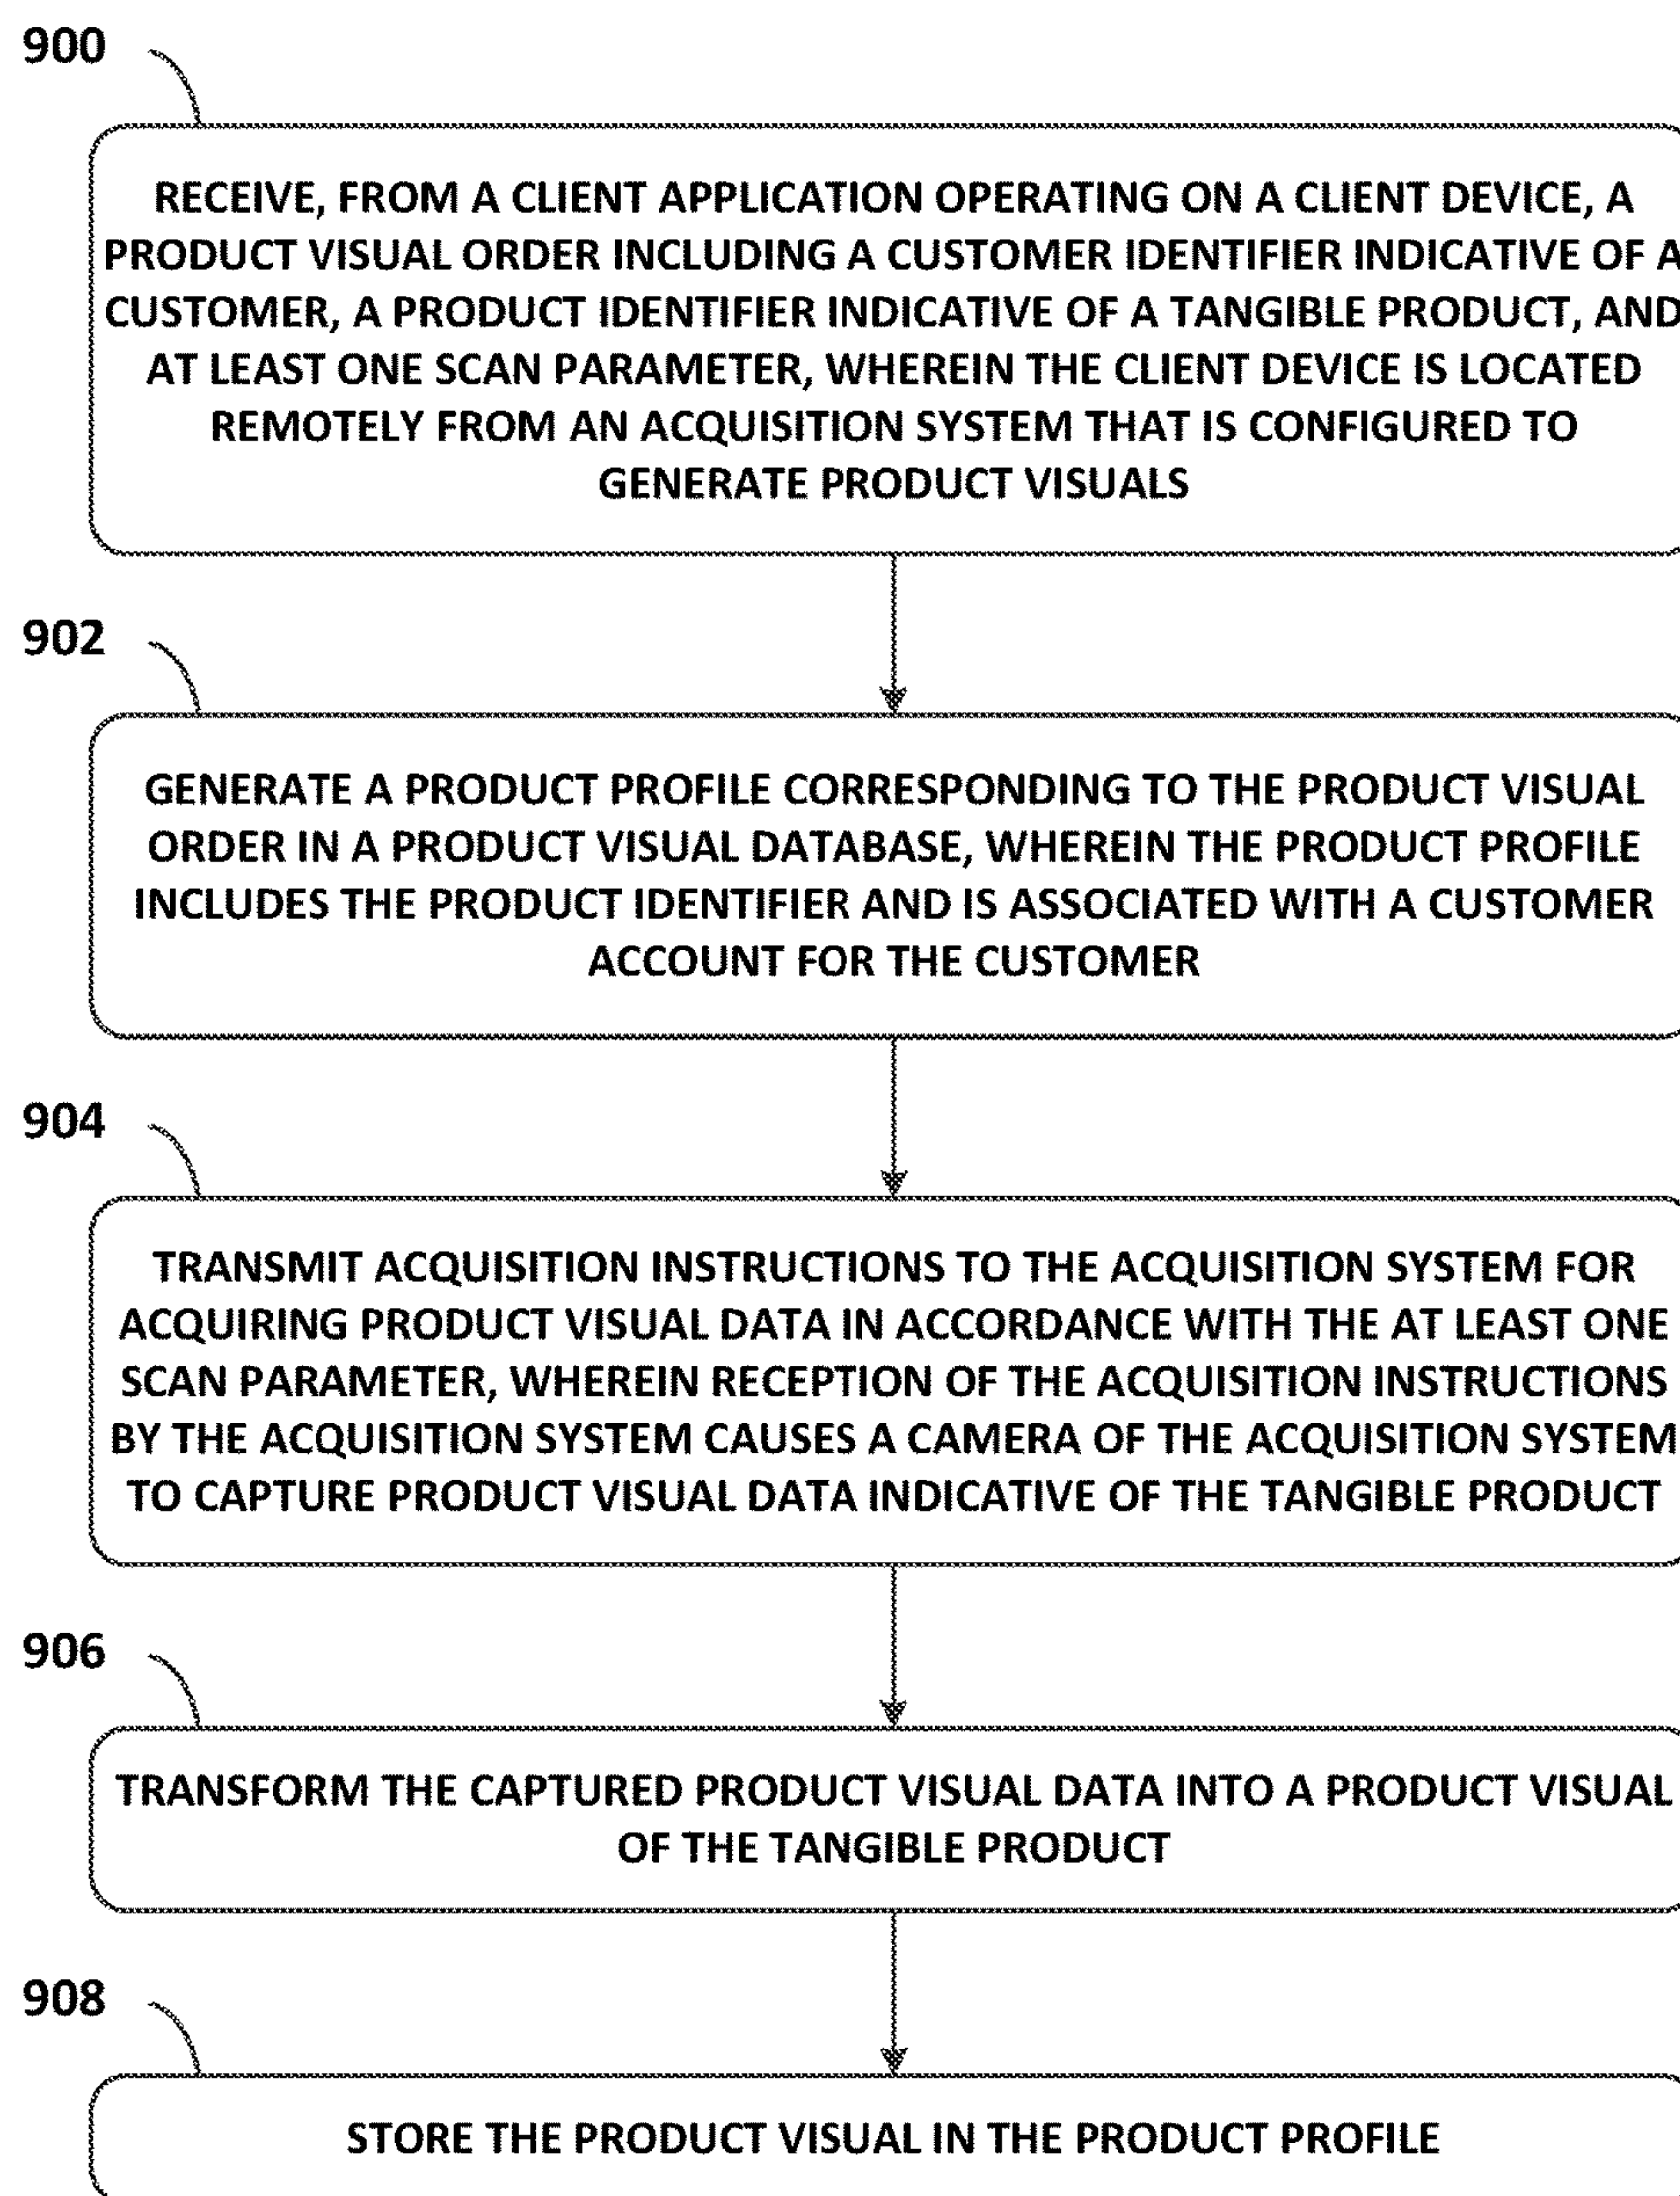 900
RECEIVE, FROM A CLIENT APPLICATION OPERATING ON A CLIENT DEVICE, A
PRODUCT VISUAL ORDER INCLUDING A CUSTOMER IDENTIFIER INDICATIVE OF A
CUSTOMER, A PRODUCT IDENTIFIER INDICATIVE OF A TANGIBLE PRODUCT, AND
AT LEAST ONE SCAN PARAMETER, WHEREIN THE CLIENT DEVICE IS LOCATED
REMOTELY FROM AN ACQUISITION SYSTEM THAT IS CONFIGURED TO
GENERATE PRODUCT VISUALS
902
GENERATE A PRODUCT PROFILE CORRESPONDING TO THE PRODUCT VISUAL
ORDER IN A PRODUCT VISUAL DATABASE, WHEREIN THE PRODUCT PROFILE
INCLUDES THE PRODUCT IDENTIFIER AND IS ASSOCIATED WITH A CUSTOMER
ACCOUNT FOR THE CUSTOMER
904
TRANSMIT ACQUISITION INSTRUCTIONS TO THE ACQUISITION SYSTEM FOR
ACQUIRING PRODUCT VISUAL DATA IN ACCORDANCE WITH THE AT LEAST ONE
SCAN PARAMETER, WHEREIN RECEPTION OF THE ACQUISITION INSTRUCTIONS
BY THE ACQUISITION SYSTEM CAUSES A CAMERA OF THE ACQUISITION SYSTEM
TO CAPTURE PRODUCT VISUAL DATA INDICATIVE OF THE TANGIBLE PRODUCT
906
TRANSFORM THE CAPTURED PRODUCT VISUAL DATA INTO A PRODUCT VISUAL
OF THE TANGIBLE PRODUCT
908
STORE THE PRODUCT VISUAL IN THE PRODUCT PROFILE